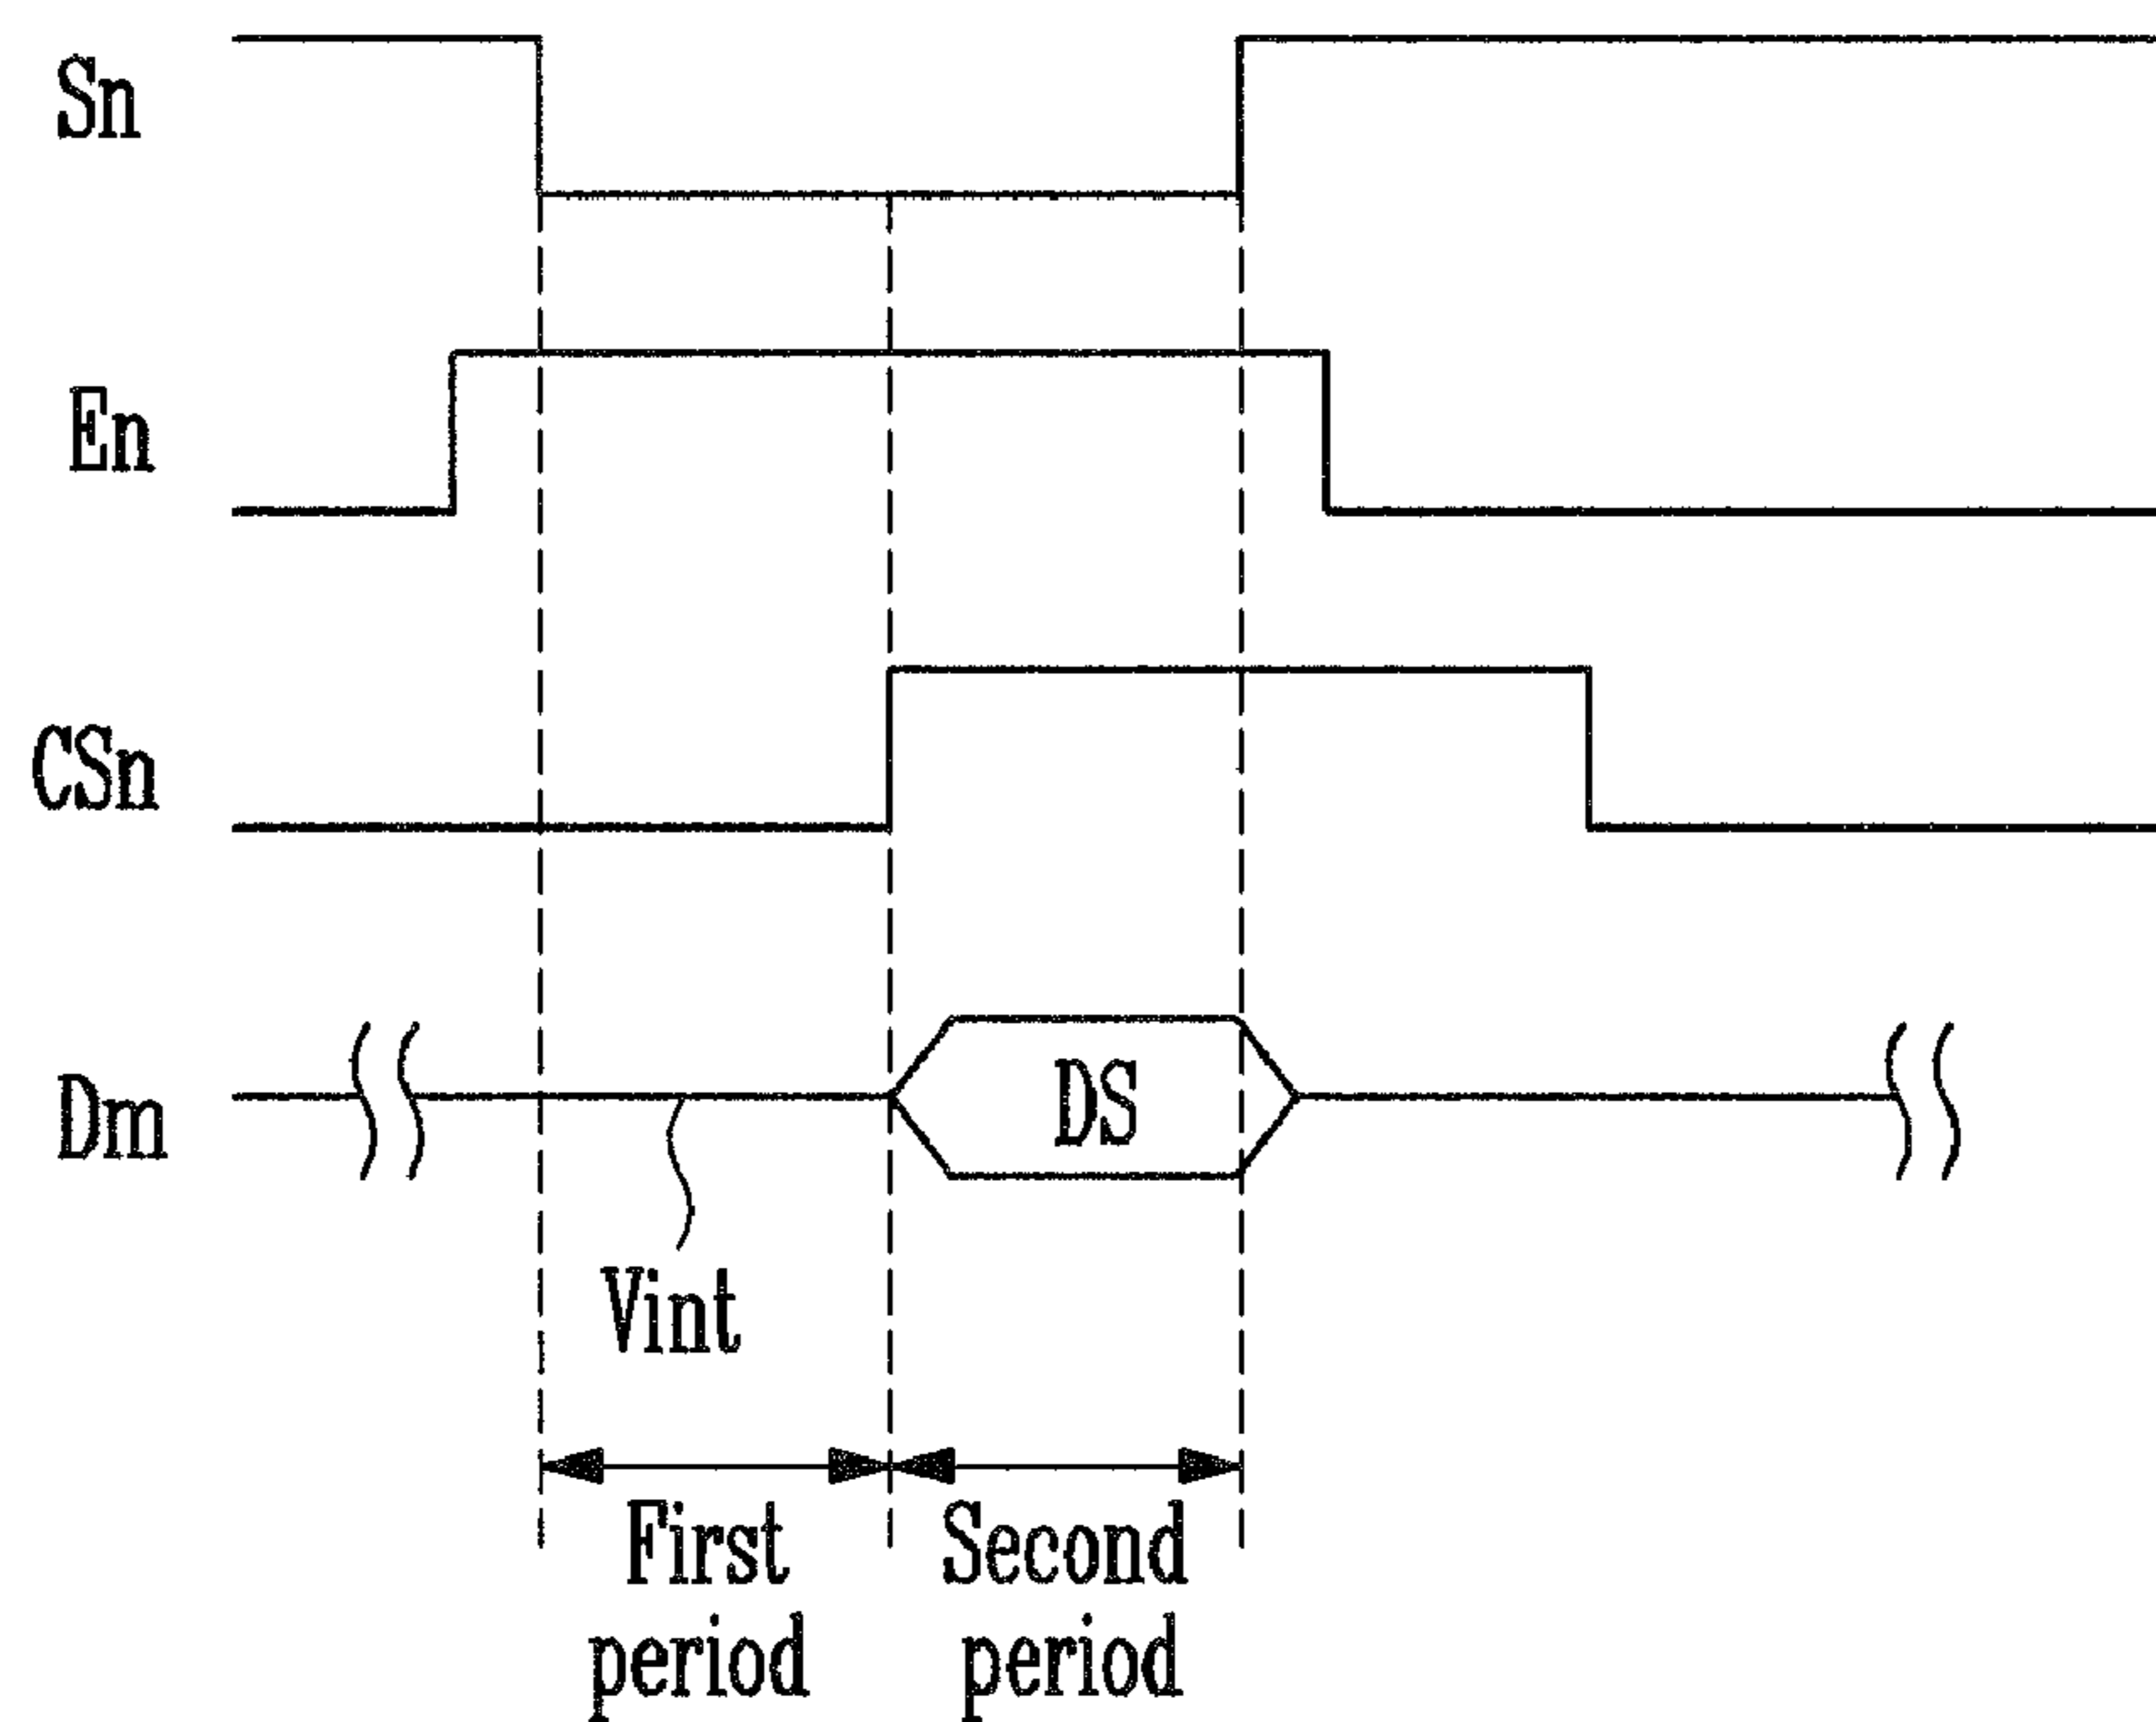 Sn
En
CSn
Dm
DS
Vint
First
period
Second
period